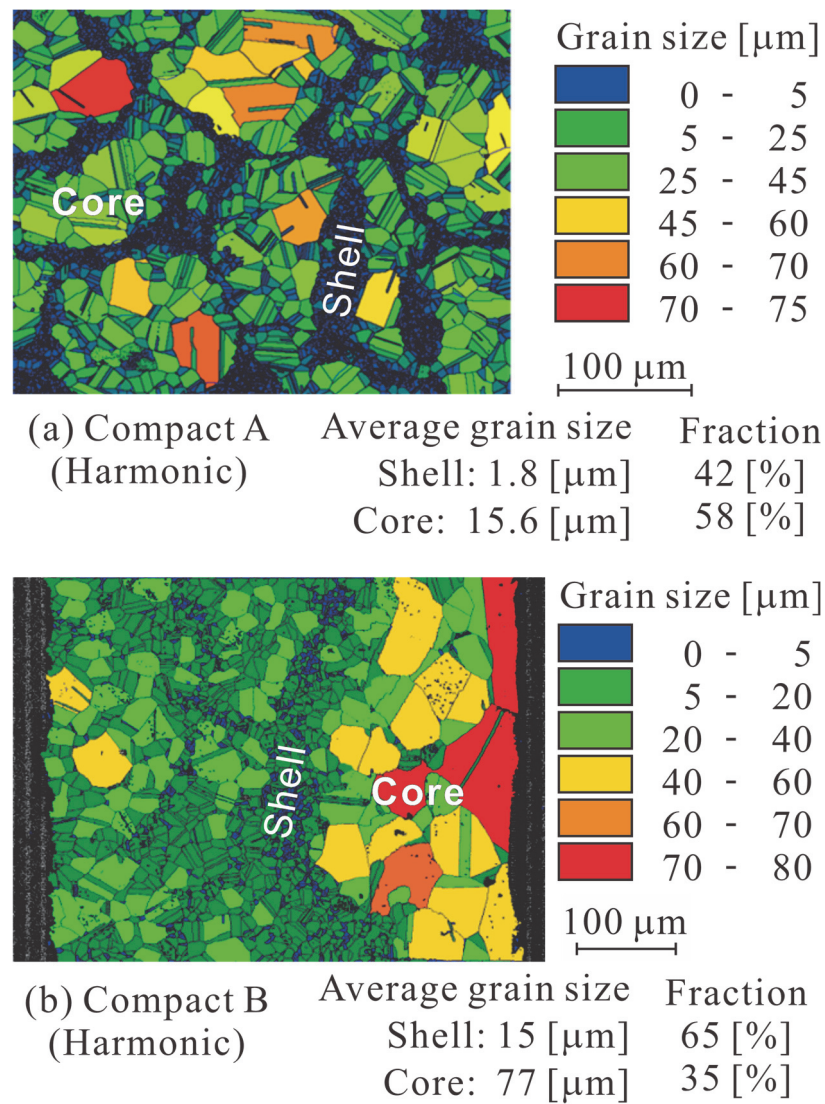 Grain size [μm]
0 - 5
5 - 25
25 - 45
45 - 60
60 - 70
70 - 75
Core
Shell
100 μm
(a) Compact A
(Harmonic)
Average grain size Fraction
Shell: 1.8 [μm] 42 [%]
Core: 15.6 [μm] 58 [%]
Grain size [μm]
0 - 5
5 - 20
20 - 40
40 - 60
60 - 70
70 - 80
Shell
Core
100 μm
(b) Compact B
(Harmonic)
Average grain size Fraction
Shell: 15 [μm] 65 [%]
Core: 77 [μm] 35 [%]